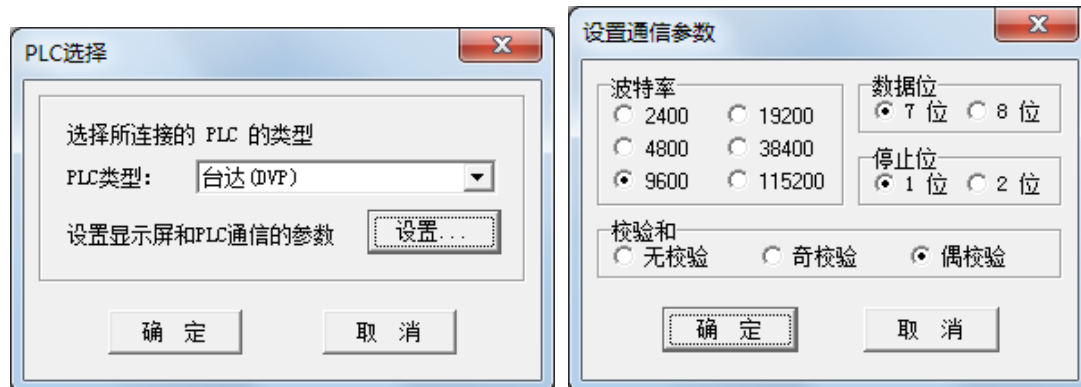 PLC选择
选择所连接的 PLC 的类型
PLC类型: 台达(DVP)
设置显示屏和PLC通信的参数 设置...
确 定 取 消
设置通信参数
波特率
2400 19200
4800 38400
9600 115200
数据位
7 位 8 位
停止位
1 位 2 位
校验和
无校验 奇校验 偶校验
确 定 取 消